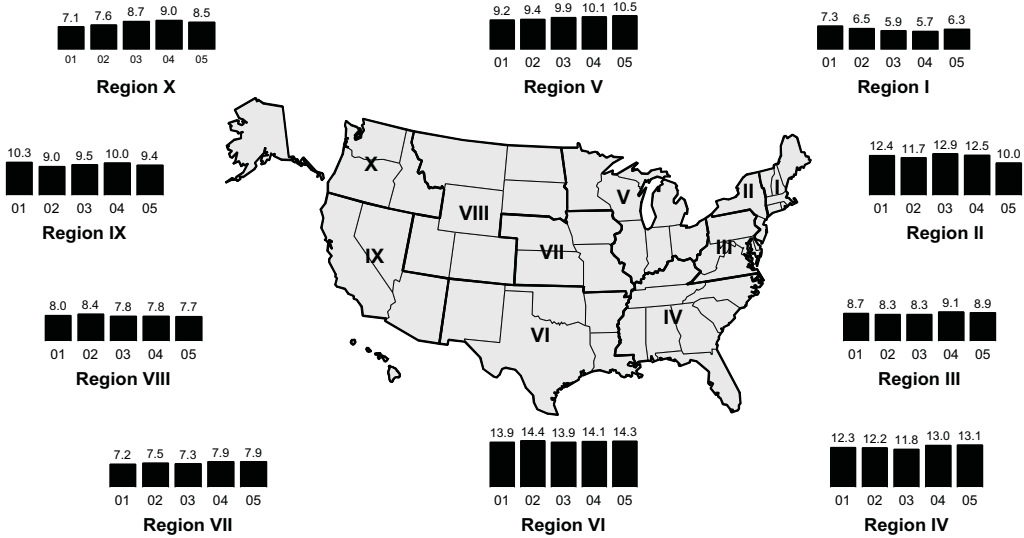 7.1 7.6 8.7 9.0 8.5
01 02 03 04 05
Region X
9.2 9.4 9.9 10.1 10.5
01 02 03 04 05
Region V
7.3 6.5 5.9 5.7 6.3
01 02 03 04 05
Region I
10.3 9.0 9.5 10.0 9.4
01 02 03 04 05
Region IX
12.4 11.7 12.9 12.5 10.0
01 02 03 04 05
Region II
X
VIII
V
II
I
IX
VII
III
VI
IV
8.0 8.4 7.8 7.8 7.7
01 02 03 04 05
Region VIII
8.7 8.3 8.3 9.1 8.9
01 02 03 04 05
Region III
7.2 7.5 7.3 7.9 7.9
01 02 03 04 05
Region VII
13.9 14.4 13.9 14.1 14.3
01 02 03 04 05
Region VI
12.3 12.2 11.8 13.0 13.1
01 02 03 04 05
Region IV